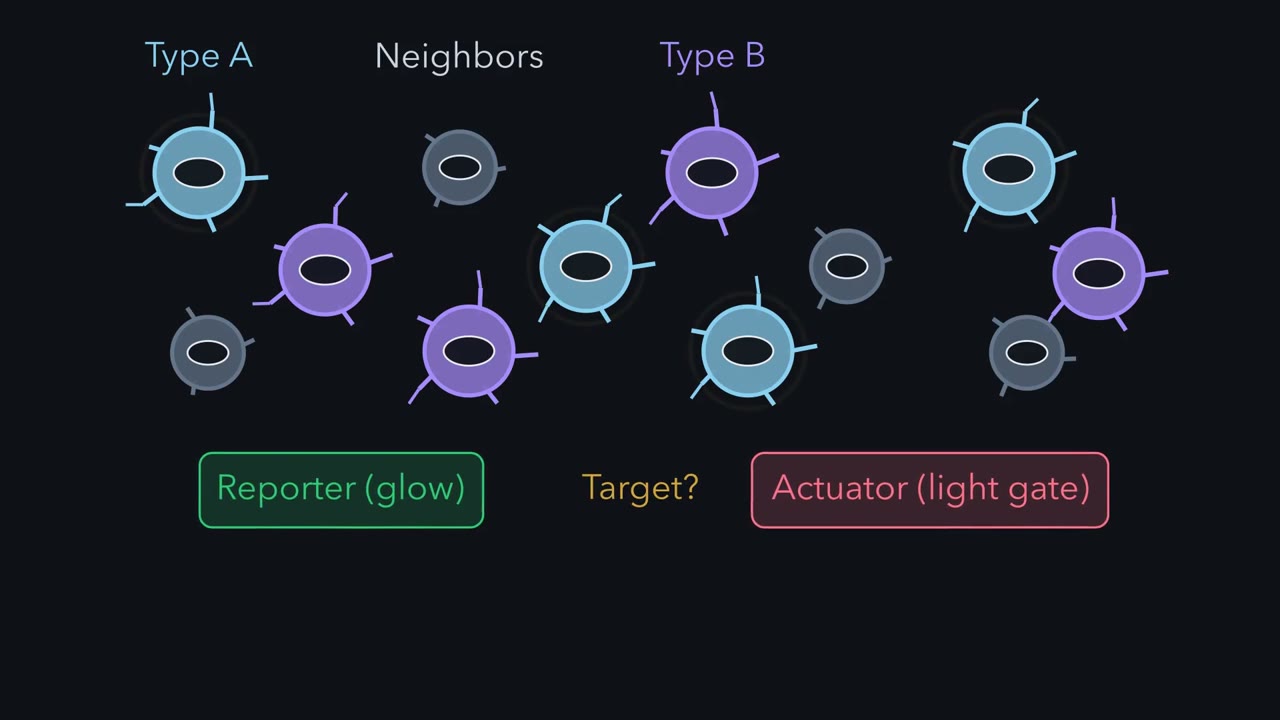 Type A
Neighbors
Type B
Reporter (glow)
Target?
Actuator (light gate)